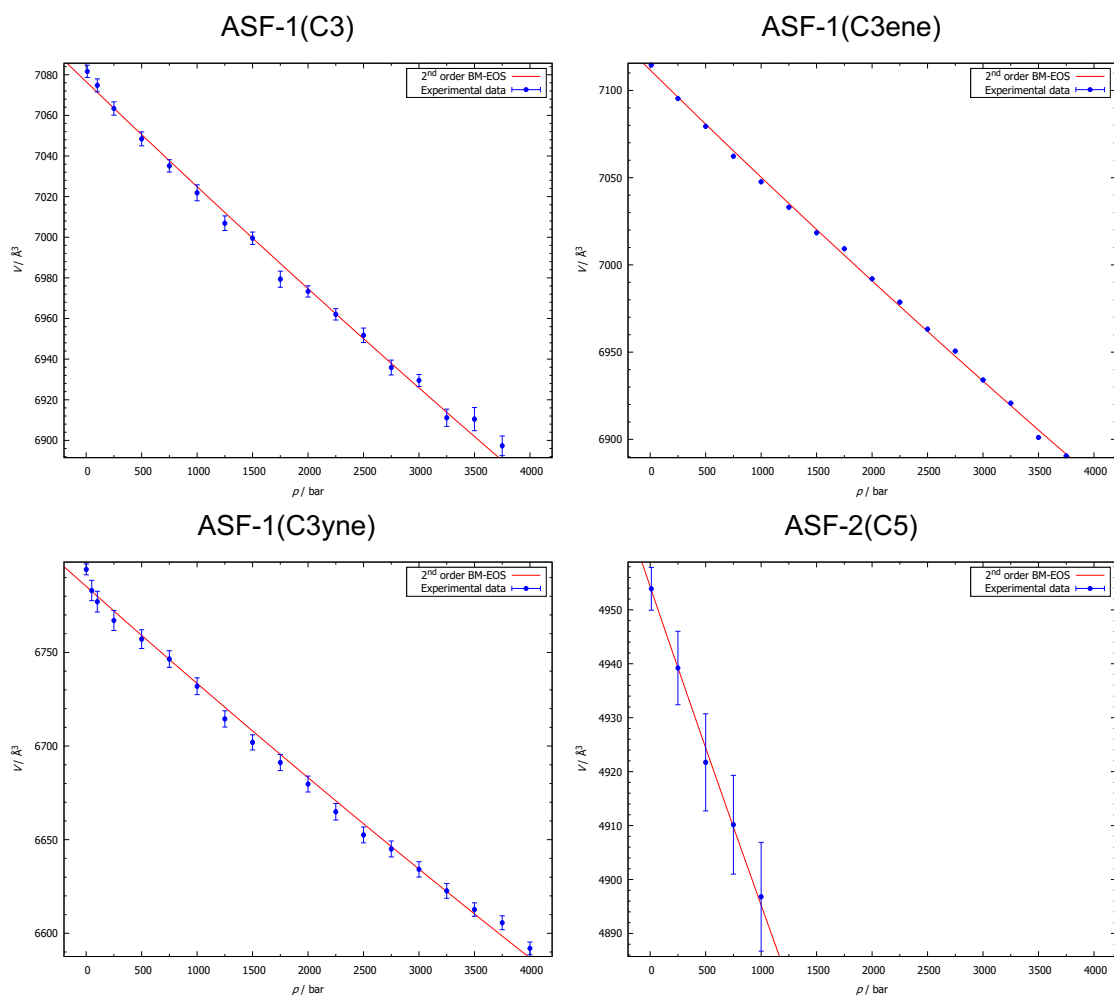 ASF-1(C3)
2nd order BM-EOS
Experimental data
7080
7060
7040
7020
7000
6980
6960
6940
6920
6900
V / Å3
0 500 1000 1500 2000 2500 3000 3500 4000
p / bar
ASF-1(C3ene)
2nd order BM-EOS
Experimental data
7100
7050
7000
6950
6900
V / Å3
0 500 1000 1500 2000 2500 3000 3500 4000
p / bar
ASF-1(C3yne)
2nd order BM-EOS
Experimental data
6750
6700
6650
6600
V / Å3
0 500 1000 1500 2000 2500 3000 3500 4000
p / bar
ASF-2(C5)
2nd order BM-EOS
Experimental data
4950
4940
4930
4920
4910
4900
4890
V / Å3
0 500 1000 1500 2000 2500 3000 3500 4000
p / bar